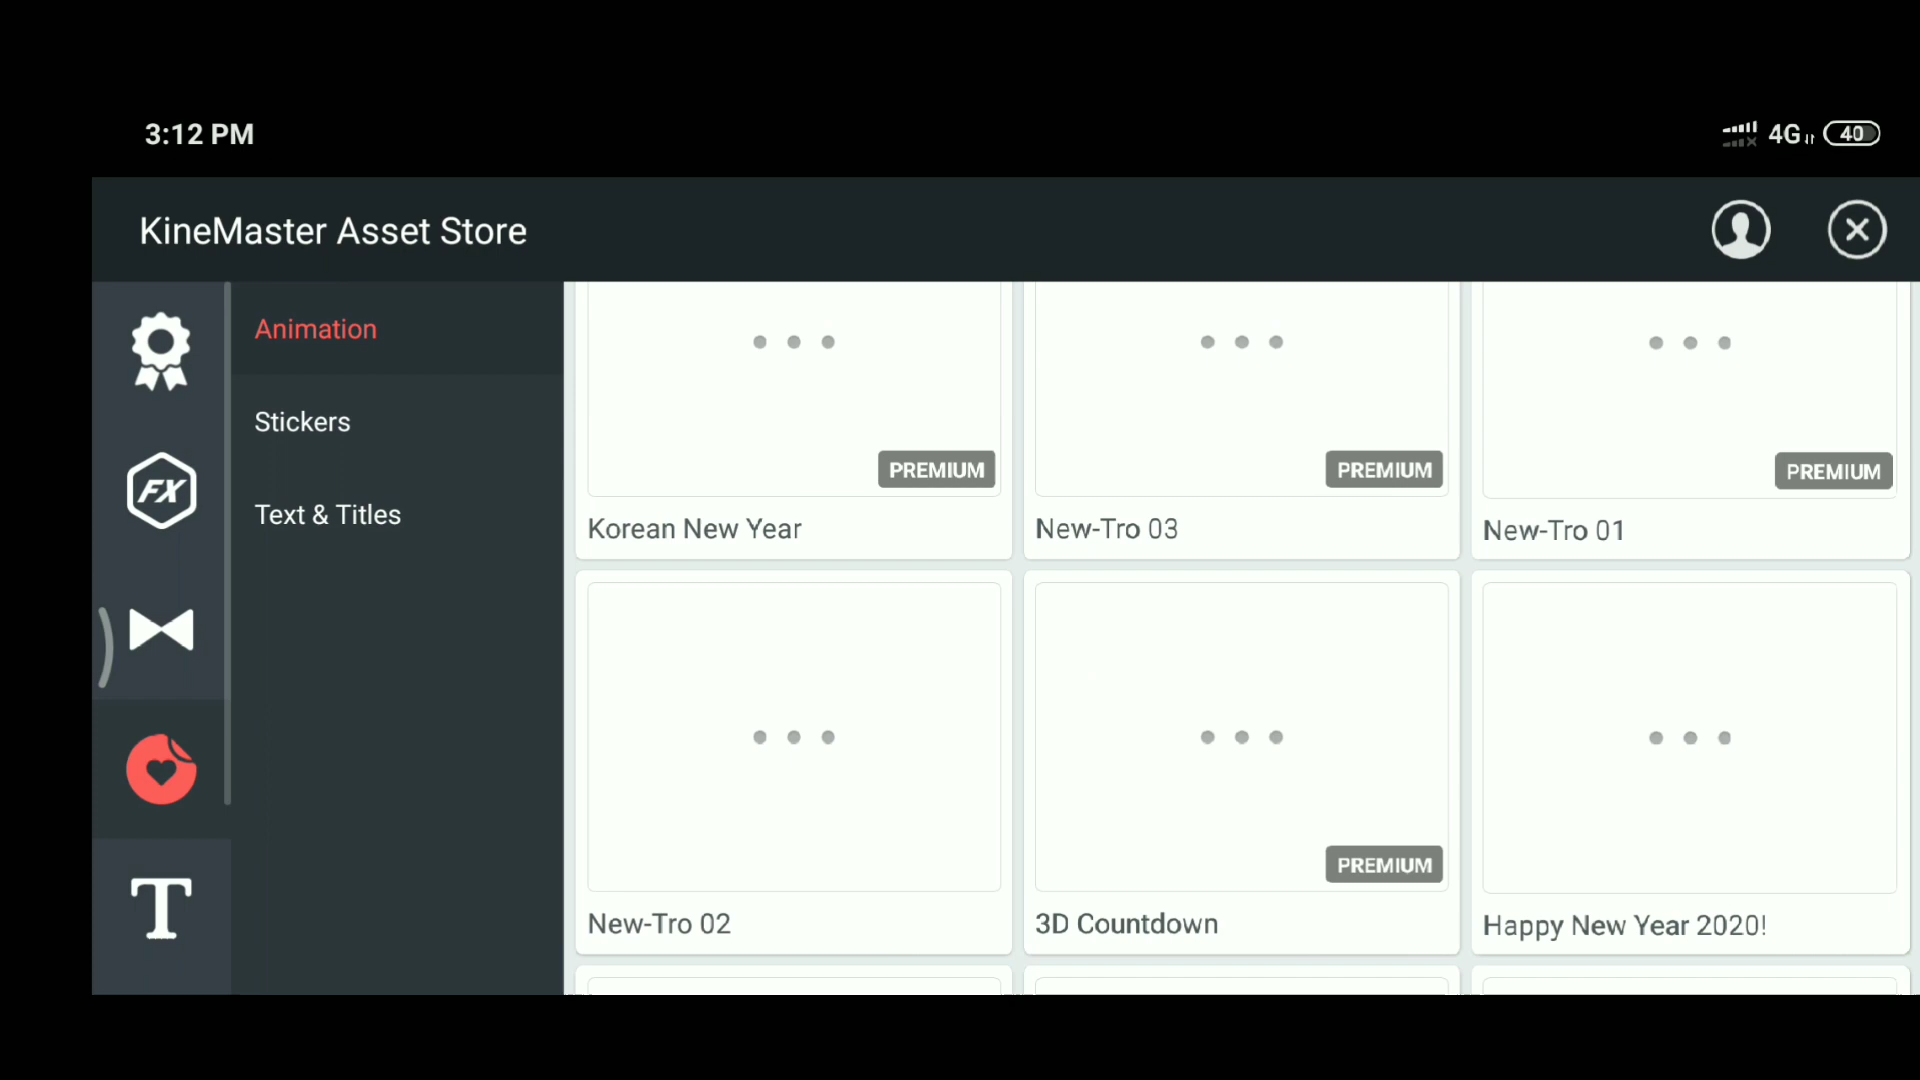 3:12 PM
4G
40
KineMaster Asset Store
Animation
Stickers
Text & Titles
FX
T
PREMIUM
PREMIUM
PREMIUM
Korean New Year
New-Tro 03
New-Tro 01
PREMIUM
New-Tro 02
3D Countdown
Happy New Year 2020!